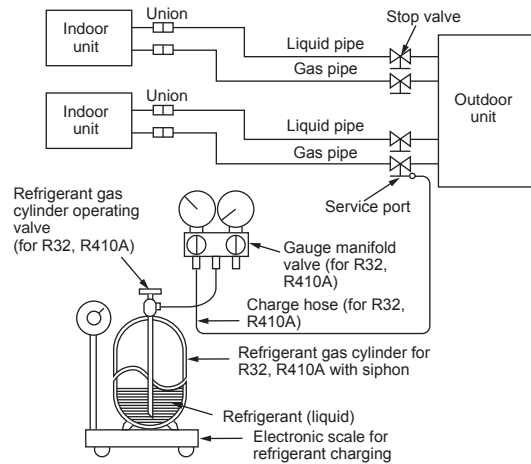 Stop valve
Indoor
unit
Union
Liquid pipe
Gas pipe
Outdoor
unit
Indoor
unit
Union
Liquid pipe
Gas pipe
Service port
Refrigerant gas
cylinder operating
valve
(for R32, R410A)
Gauge manifold
valve (for R32,
R410A)
Charge hose (for R32,
R410A)
Refrigerant gas cylinder for
R32, R410A with siphon
Refrigerant (liquid)
Electronic scale for
refrigerant charging